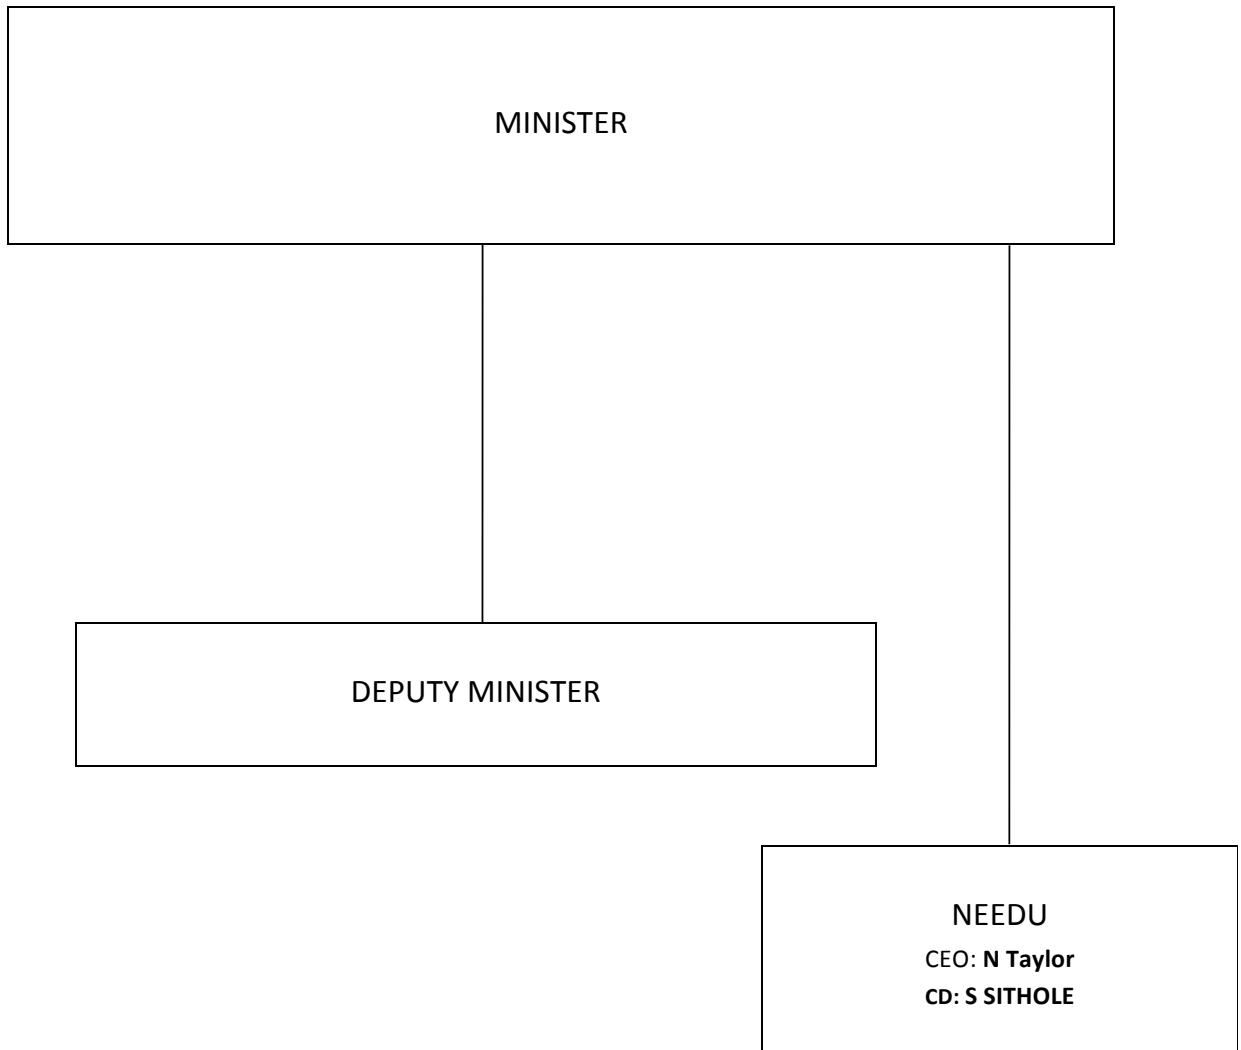 MINISTER
DEPUTY MINISTER
NEEDU
CEO: N Taylor
CD: S SITHOLE